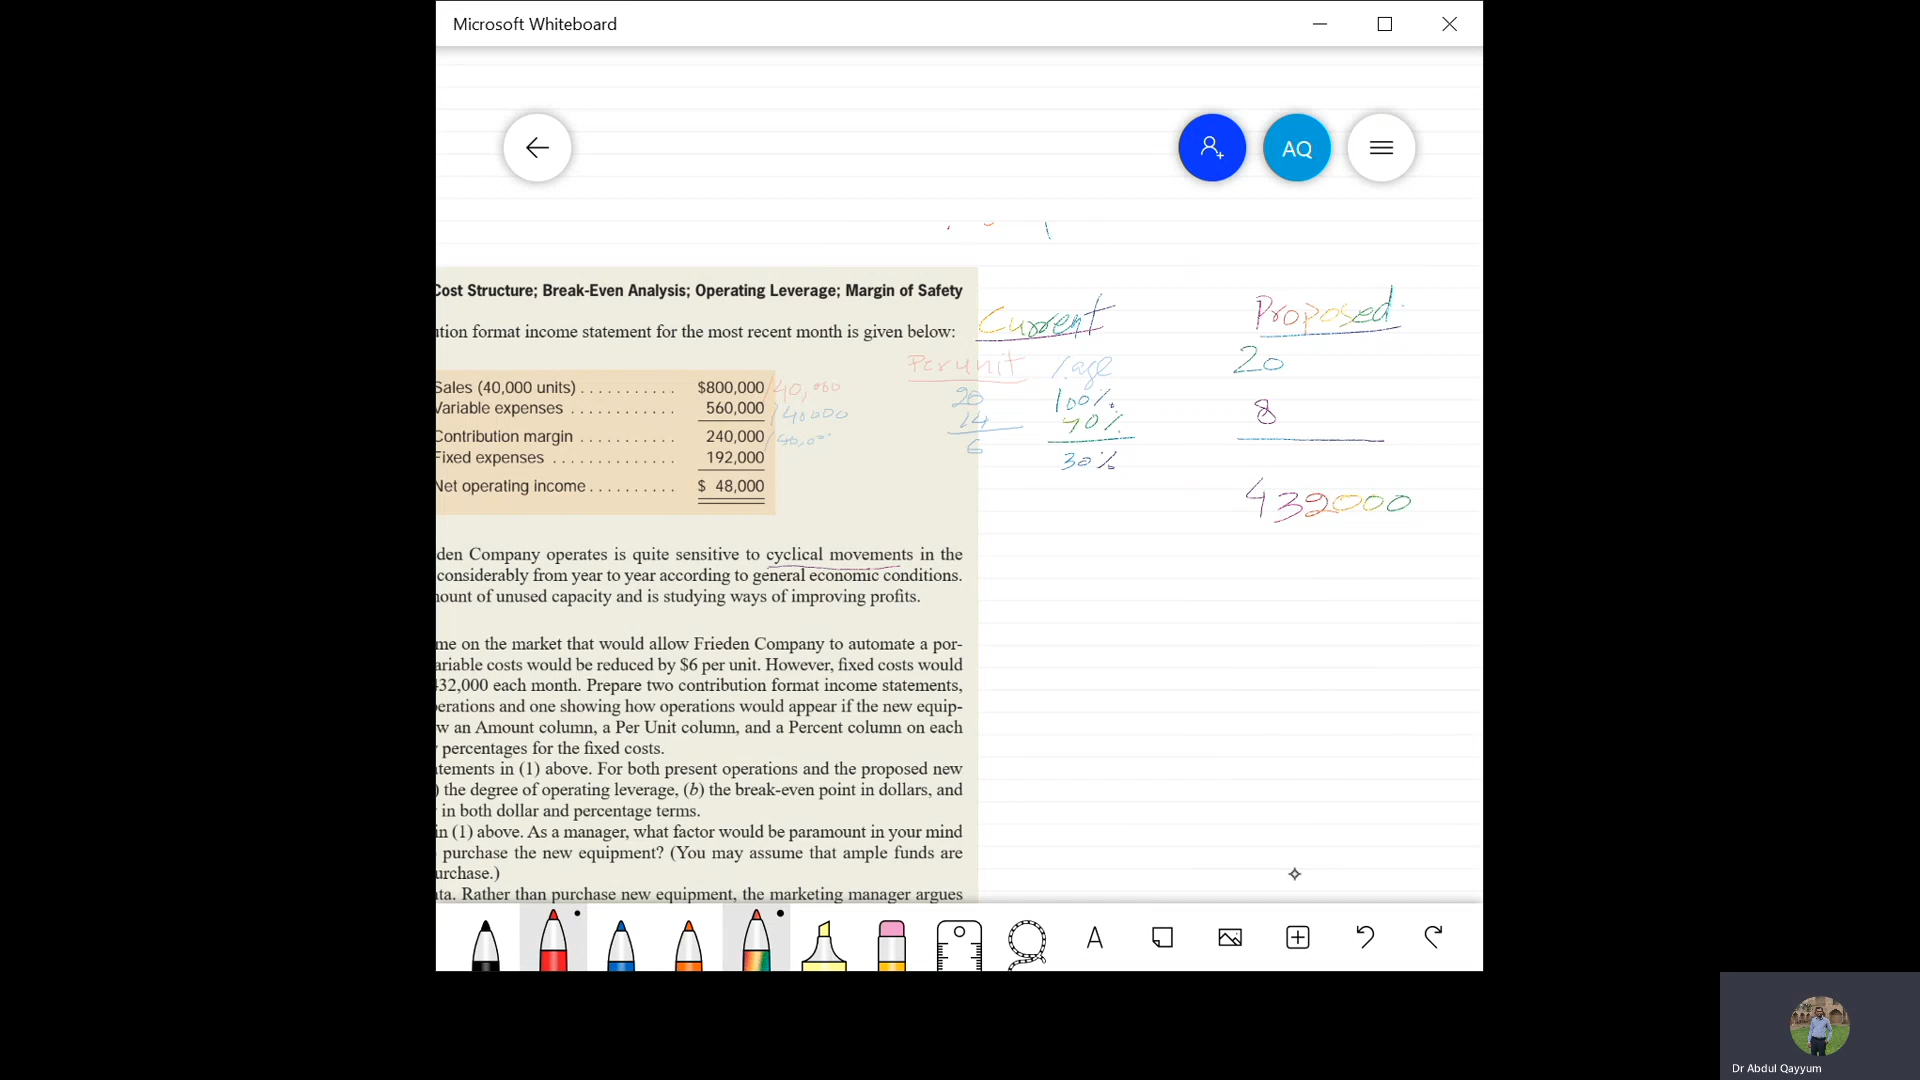 Microsoft Whiteboard
AQ
Cost Structure; Break-Even Analysis; Operating Leverage; Margin of Safety
ution format income statement for the most recent month is given below:
Sales (40,000 units) . . . . . . . . . . . $800,000 /40,000
Variable expenses . . . . . . . . . . . . 560,000 /40000
Contribution margin . . . . . . . . . . 240,000 /40,000
Fixed expenses . . . . . . . . . . . . . 192,000
Net operating income . . . . . . . . . . $ 48,000
Current
Per unit /.age
20 100%
14 70%
6 30%
Proposed
20
8
432000
den Company operates is quite sensitive to cyclical movements in the
considerably from year to year according to general economic conditions.
ount of unused capacity and is studying ways of improving profits.
me on the market that would allow Frieden Company to automate a por-
ariable costs would be reduced by $6 per unit. However, fixed costs would
432,000 each month. Prepare two contribution format income statements,
erations and one showing how operations would appear if the new equip-
w an Amount column, a Per Unit column, and a Percent column on each
percentages for the fixed costs.
atements in (1) above. For both present operations and the proposed new
) the degree of operating leverage, (b) the break-even point in dollars, and
in both dollar and percentage terms.
in (1) above. As a manager, what factor would be paramount in your mind
purchase the new equipment? (You may assume that ample funds are
urchase.)
ta. Rather than purchase new equipment, the marketing manager argues
Dr Abdul Qayyum